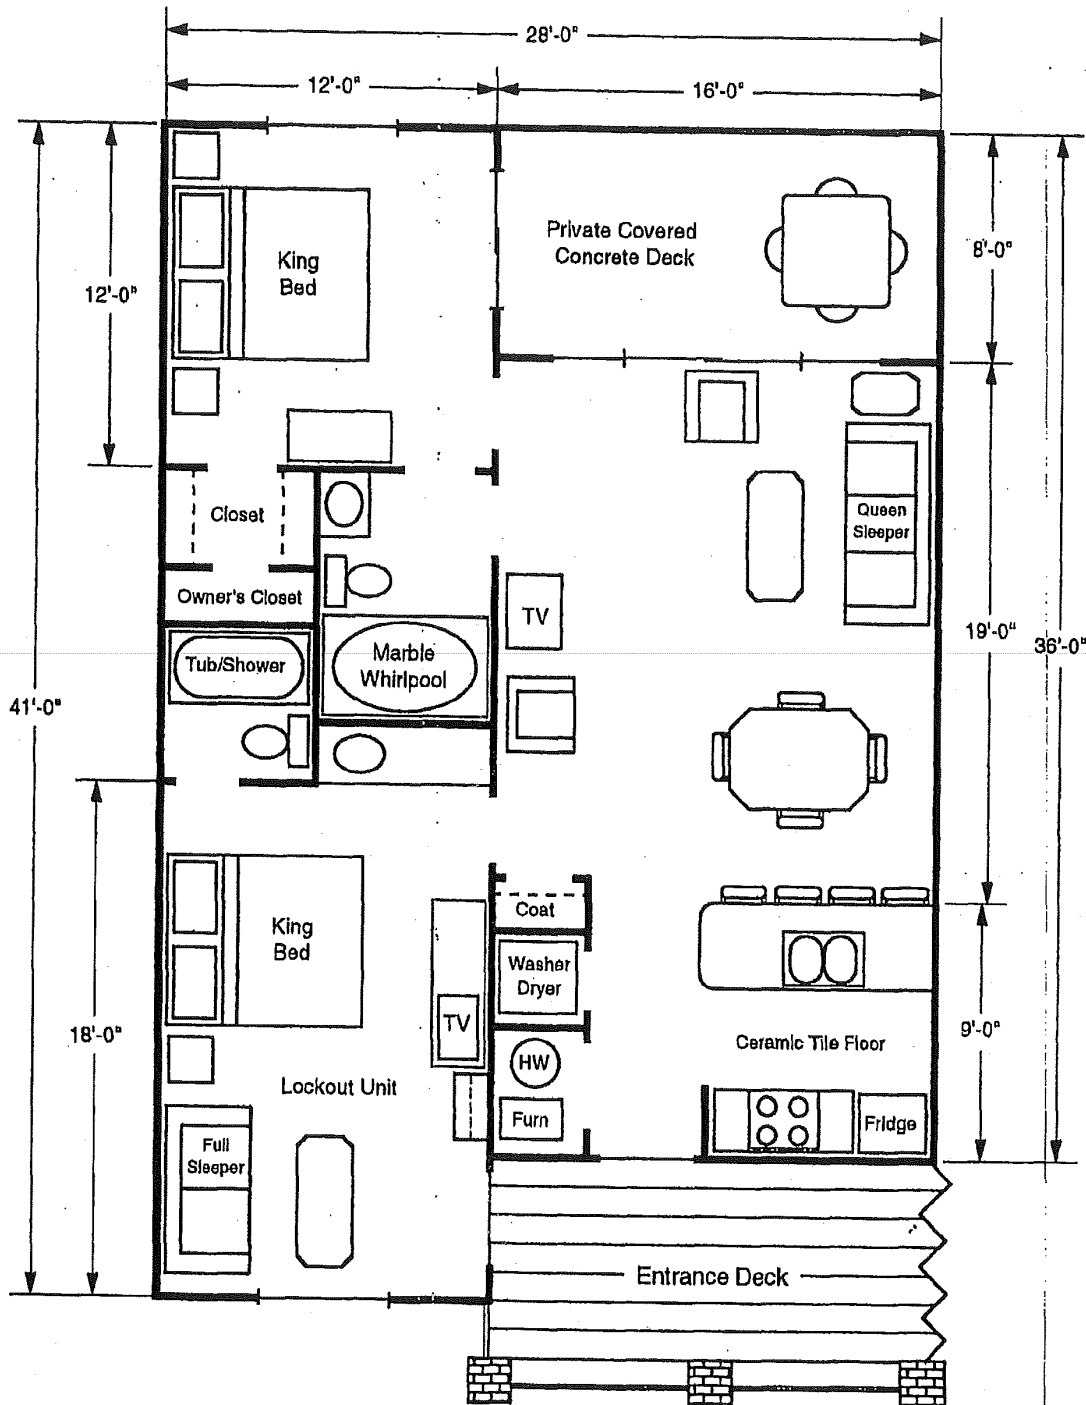 28'-0"
12'-0"
16'-0"
Private Covered
Concrete Deck
8'-0"
King
Bed
12'-0"
Closet
Queen
Sleeper
Owner's Closet
TV
19'-0"
36'-0"
Tub/Shower
Marble
Whirlpool
41'-0"
Coat
King
Bed
Washer
Dryer
TV
18'-0"
9'-0"
Ceramic Tile Floor
HW
Lockout Unit
Furn
Fridge
Full
Sleeper
Entrance Deck